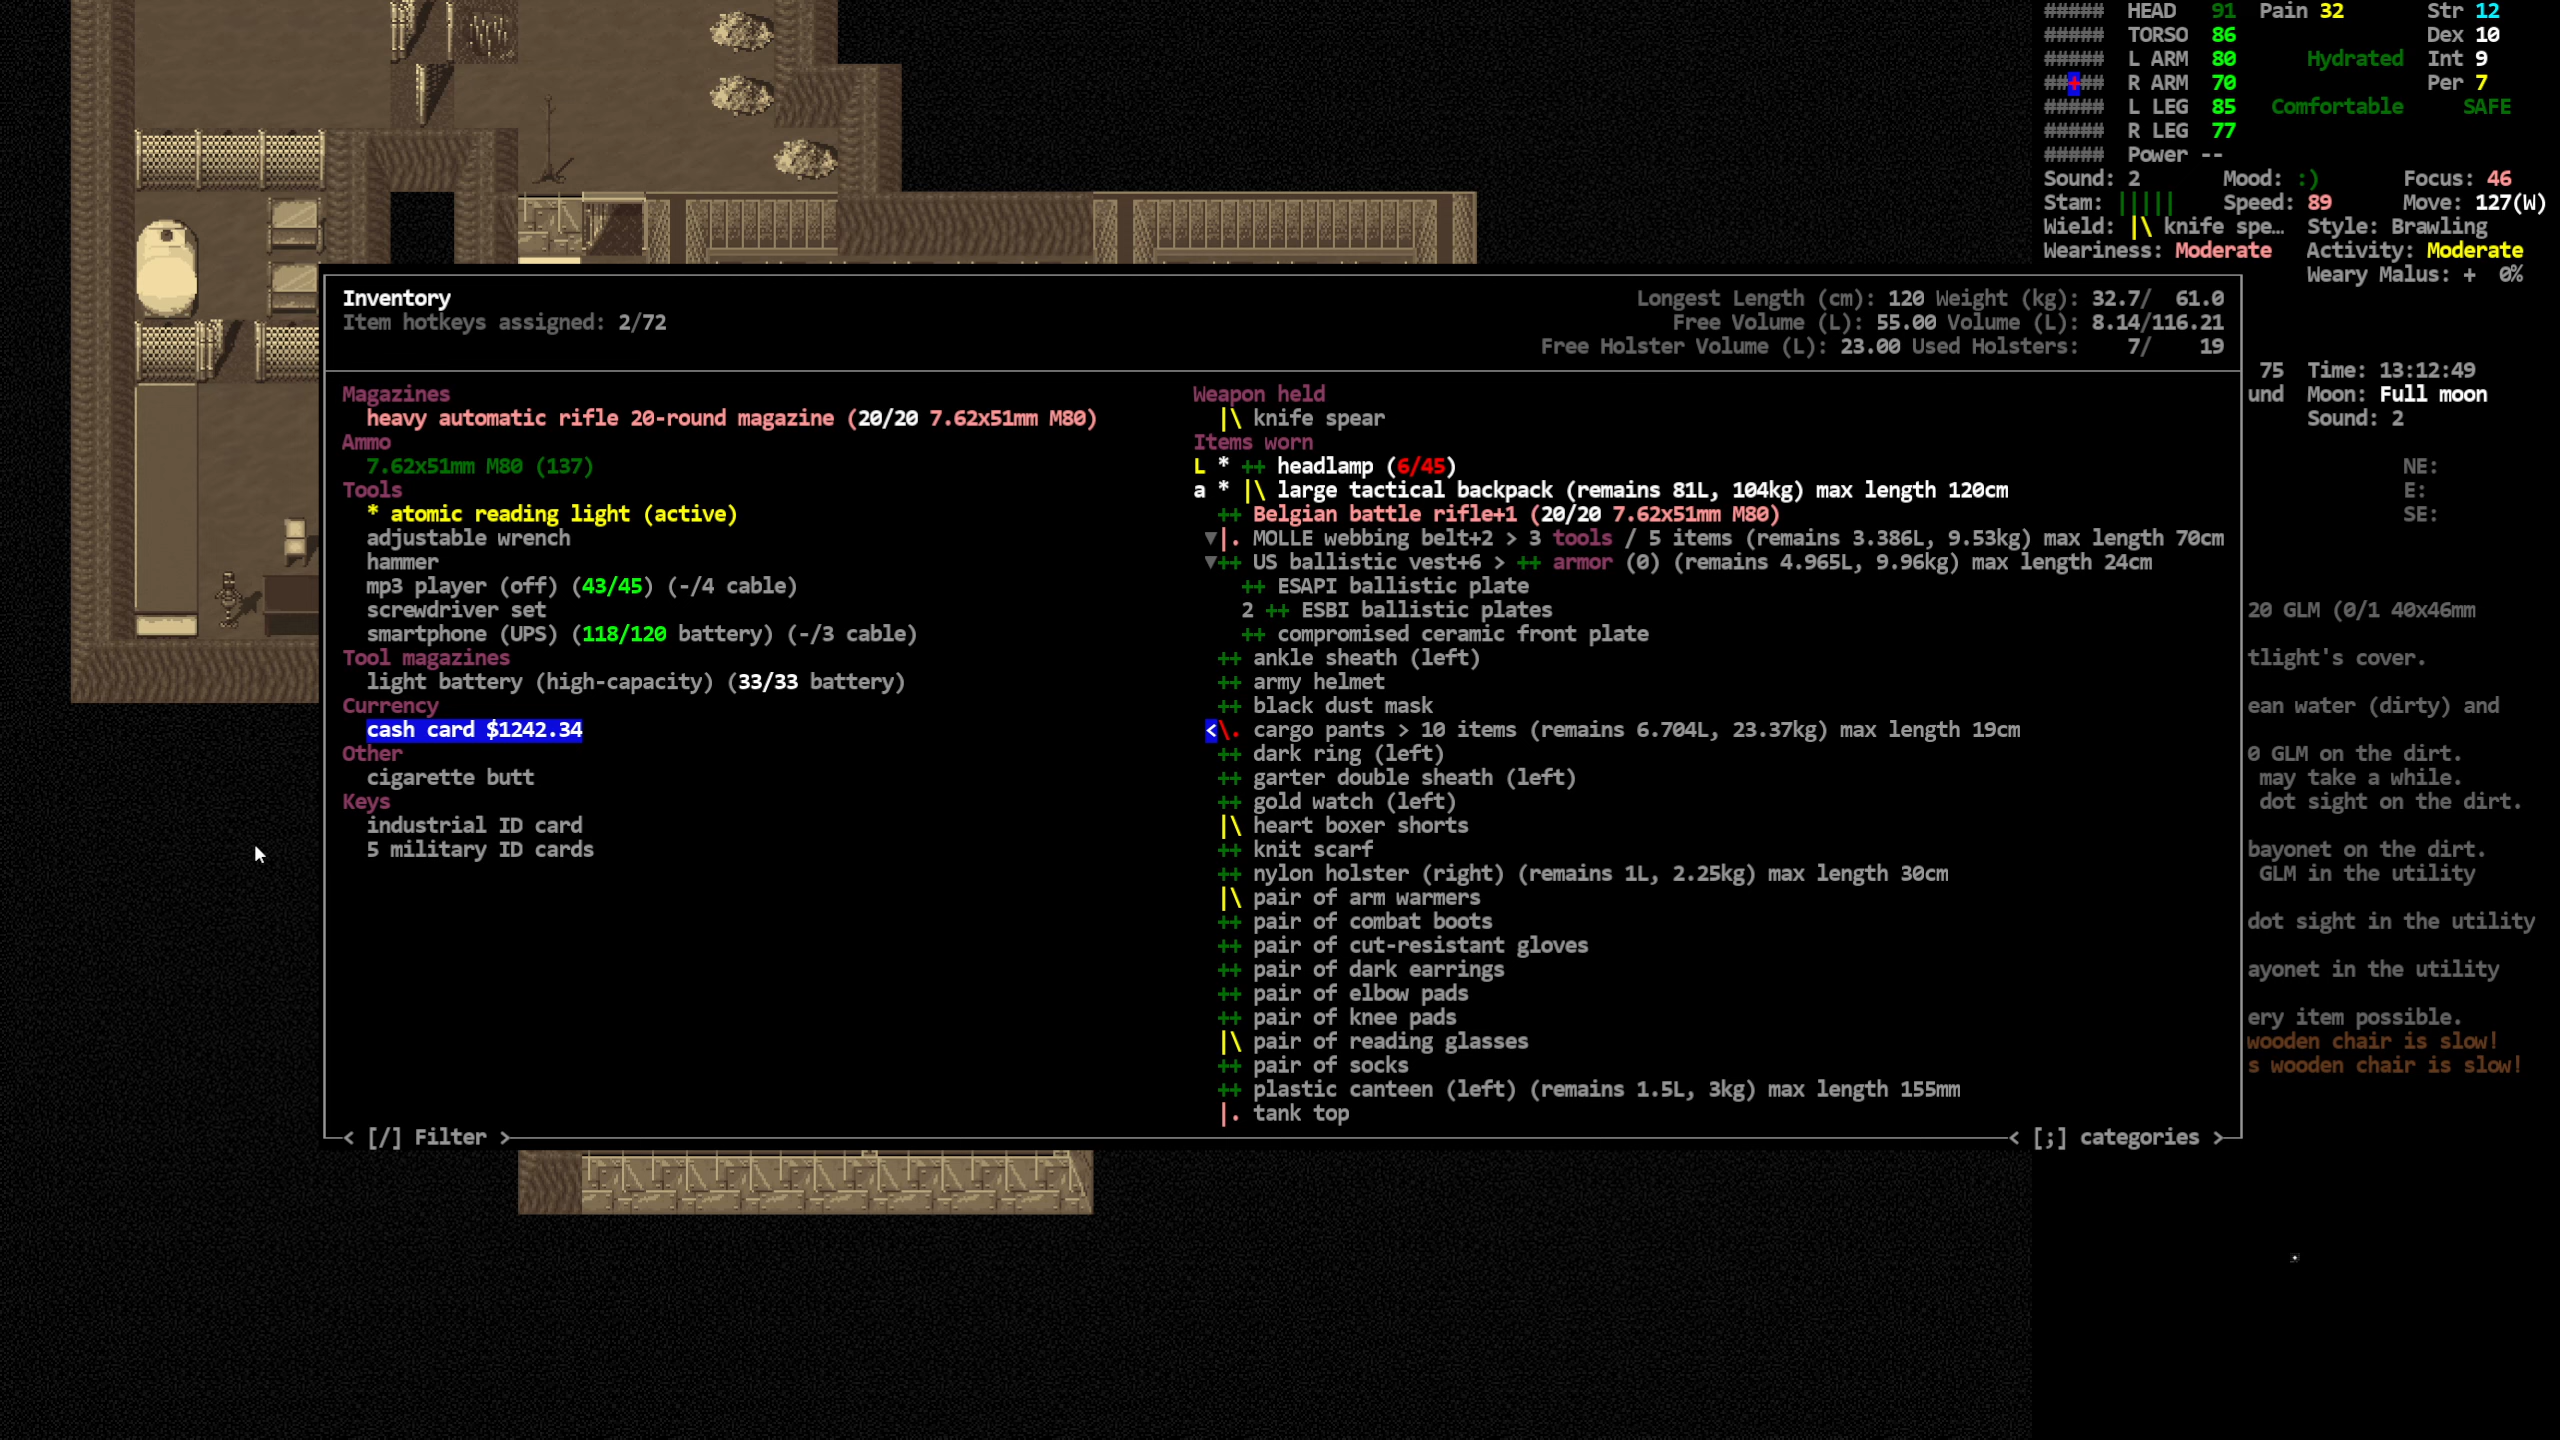 ##### HEAD 91 Pain 32 Str 12
##### TORSO 86 Dex 10
##### L ARM 80 Hydrated Int 9
##+## R ARM 70 Per 7
##### L LEG 85 Comfortable SAFE
##### R LEG 77
##### Power --
Sound: 2 Mood: :) Focus: 46
Stam: ||||| Speed: 89 Move: 127(W)
Wield: |\ knife spe… Style: Brawling
Weariness: Moderate Activity: Moderate
Weary Malus: + 0%
Inventory
Item hotkeys assigned: 2/72
Longest Length (cm): 120 Weight (kg): 32.7/ 61.0
Free Volume (L): 55.00 Volume (L): 8.14/116.21
Free Holster Volume (L): 23.00 Used Holsters: 7/ 19
Magazines
heavy automatic rifle 20-round magazine (20/20 7.62x51mm M80)
Ammo
7.62x51mm M80 (137)
Tools
* atomic reading light (active)
adjustable wrench
hammer
mp3 player (off) (43/45) (-/4 cable)
screwdriver set
smartphone (UPS) (118/120 battery) (-/3 cable)
Tool magazines
light battery (high-capacity) (33/33 battery)
Currency
cash card $1242.34
Other
cigarette butt
Keys
industrial ID card
5 military ID cards
< [/] Filter >
Weapon held
|\ knife spear
Items worn
L * ++ headlamp (6/45)
a * |\ large tactical backpack (remains 81L, 104kg) max length 120cm
++ Belgian battle rifle+1 (20/20 7.62x51mm M80)
▼|. MOLLE webbing belt+2 > 3 tools / 5 items (remains 3.386L, 9.53kg) max length 70cm
▼++ US ballistic vest+6 > ++ armor (0) (remains 4.965L, 9.96kg) max length 24cm
++ ESAPI ballistic plate
2 ++ ESBI ballistic plates
++ compromised ceramic front plate
++ ankle sheath (left)
++ army helmet
++ black dust mask
<\. cargo pants > 10 items (remains 6.704L, 23.37kg) max length 19cm
++ dark ring (left)
++ garter double sheath (left)
++ gold watch (left)
|\ heart boxer shorts
++ knit scarf
++ nylon holster (right) (remains 1L, 2.25kg) max length 30cm
|\ pair of arm warmers
++ pair of combat boots
++ pair of cut-resistant gloves
++ pair of dark earrings
++ pair of elbow pads
++ pair of knee pads
|\ pair of reading glasses
++ pair of socks
++ plastic canteen (left) (remains 1.5L, 3kg) max length 155mm
|. tank top
< [;] categories >
75 Time: 13:12:49
und Moon: Full moon
Sound: 2
NE:
E:
SE:
20 GLM (0/1 40x46mm
tlight's cover.
ean water (dirty) and
0 GLM on the dirt.
may take a while.
dot sight on the dirt.
bayonet on the dirt.
GLM in the utility
dot sight in the utility
ayonet in the utility
ery item possible.
wooden chair is slow!
s wooden chair is slow!